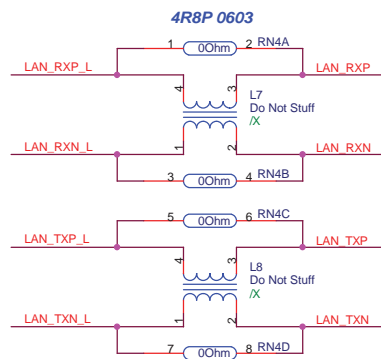 4R8P 0603
1 0Ohm 2 RN4A
LAN_RXP_L LAN_RXP
4 3 L7
Do Not Stuff
/X
LAN_RXN_L 1 2 LAN_RXN
3 0Ohm 4 RN4B
5 0Ohm 6 RN4C
LAN_TXP_L LAN_TXP
4 3 L8
Do Not Stuff
/X
LAN_TXN_L 1 2 LAN_TXN
7 0Ohm 8 RN4D